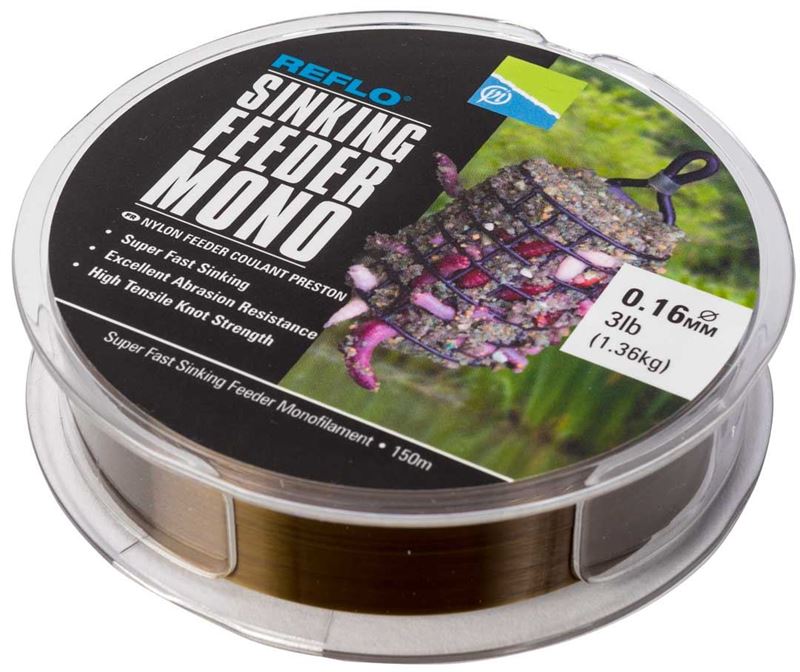 REFLO®
SINKING
FEEDER
MONO
FR NYLON FEEDER COULANT PRESTON
• Super Fast Sinking
• Excellent Abrasion Resistance
• High Tensile Knot Strength
Super Fast Sinking Feeder Monofilament • 150m
PI
0.16MM Ø
3lb
(1.36kg)